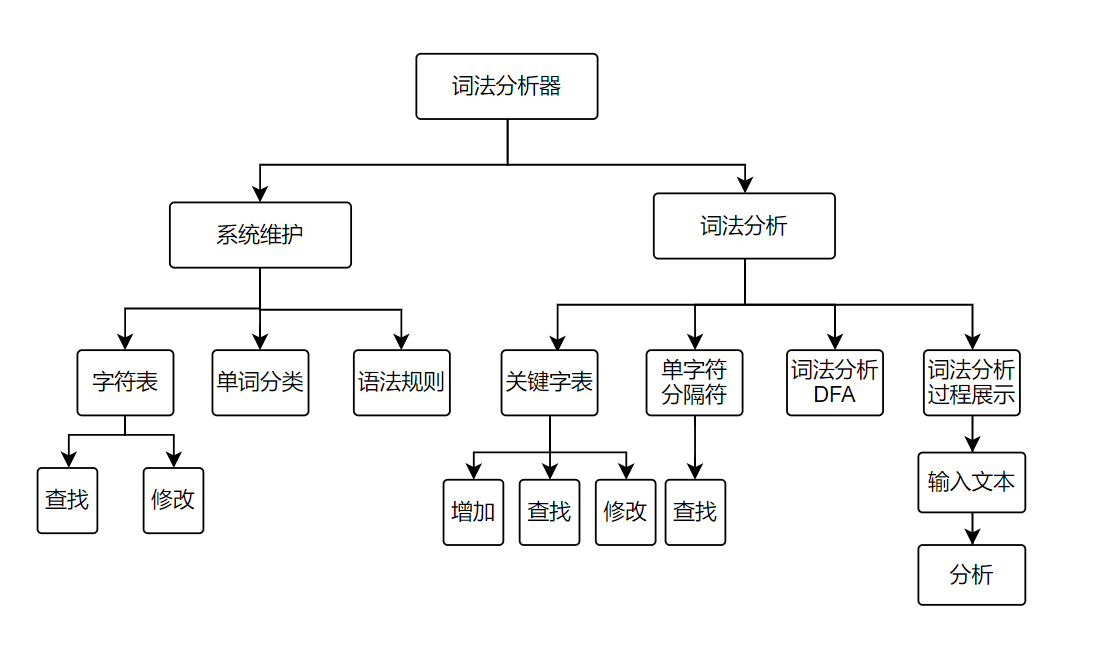 词法分析器
系统维护
词法分析
字符表
单词分类
语法规则
关键字表
单字符
分隔符
词法分析
DFA
词法分析
过程展示
查找
修改
增加
查找
修改
查找
输入文本
分析